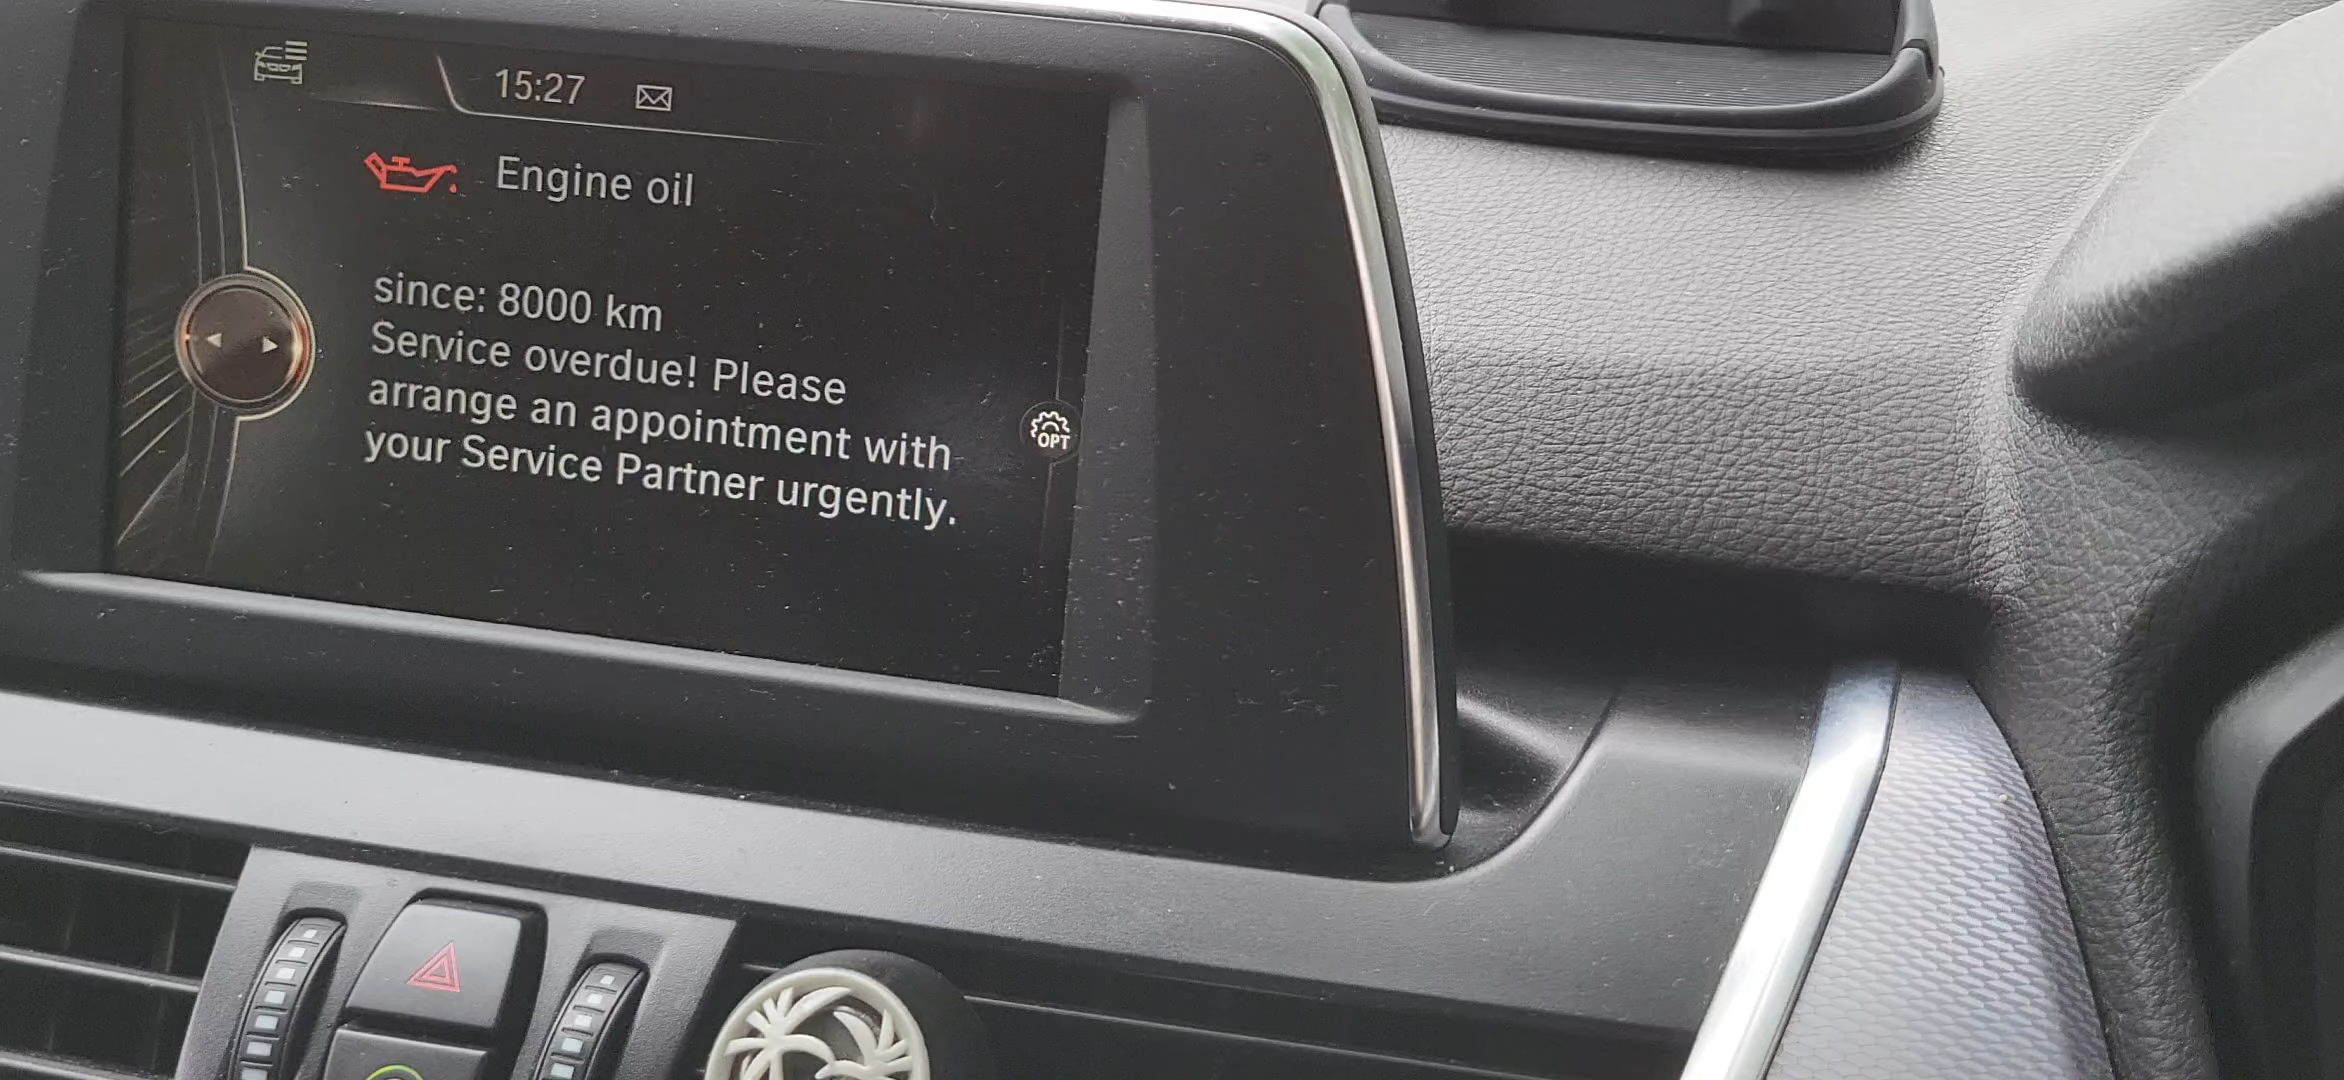 15:27
Engine oil
since: 8000 km
Service overdue! Please
arrange an appointment with
your Service Partner urgently.
OPT